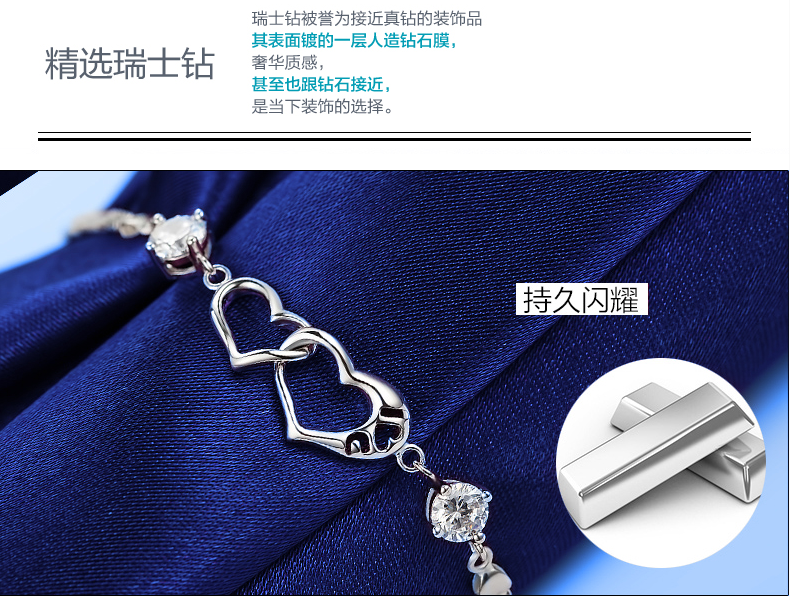 精选瑞士钻
瑞士钻被誉为接近真钻的装饰品
其表面镀的一层人造钻石膜，
奢华质感，
甚至也跟钻石接近，
是当下装饰的选择。
持久闪耀